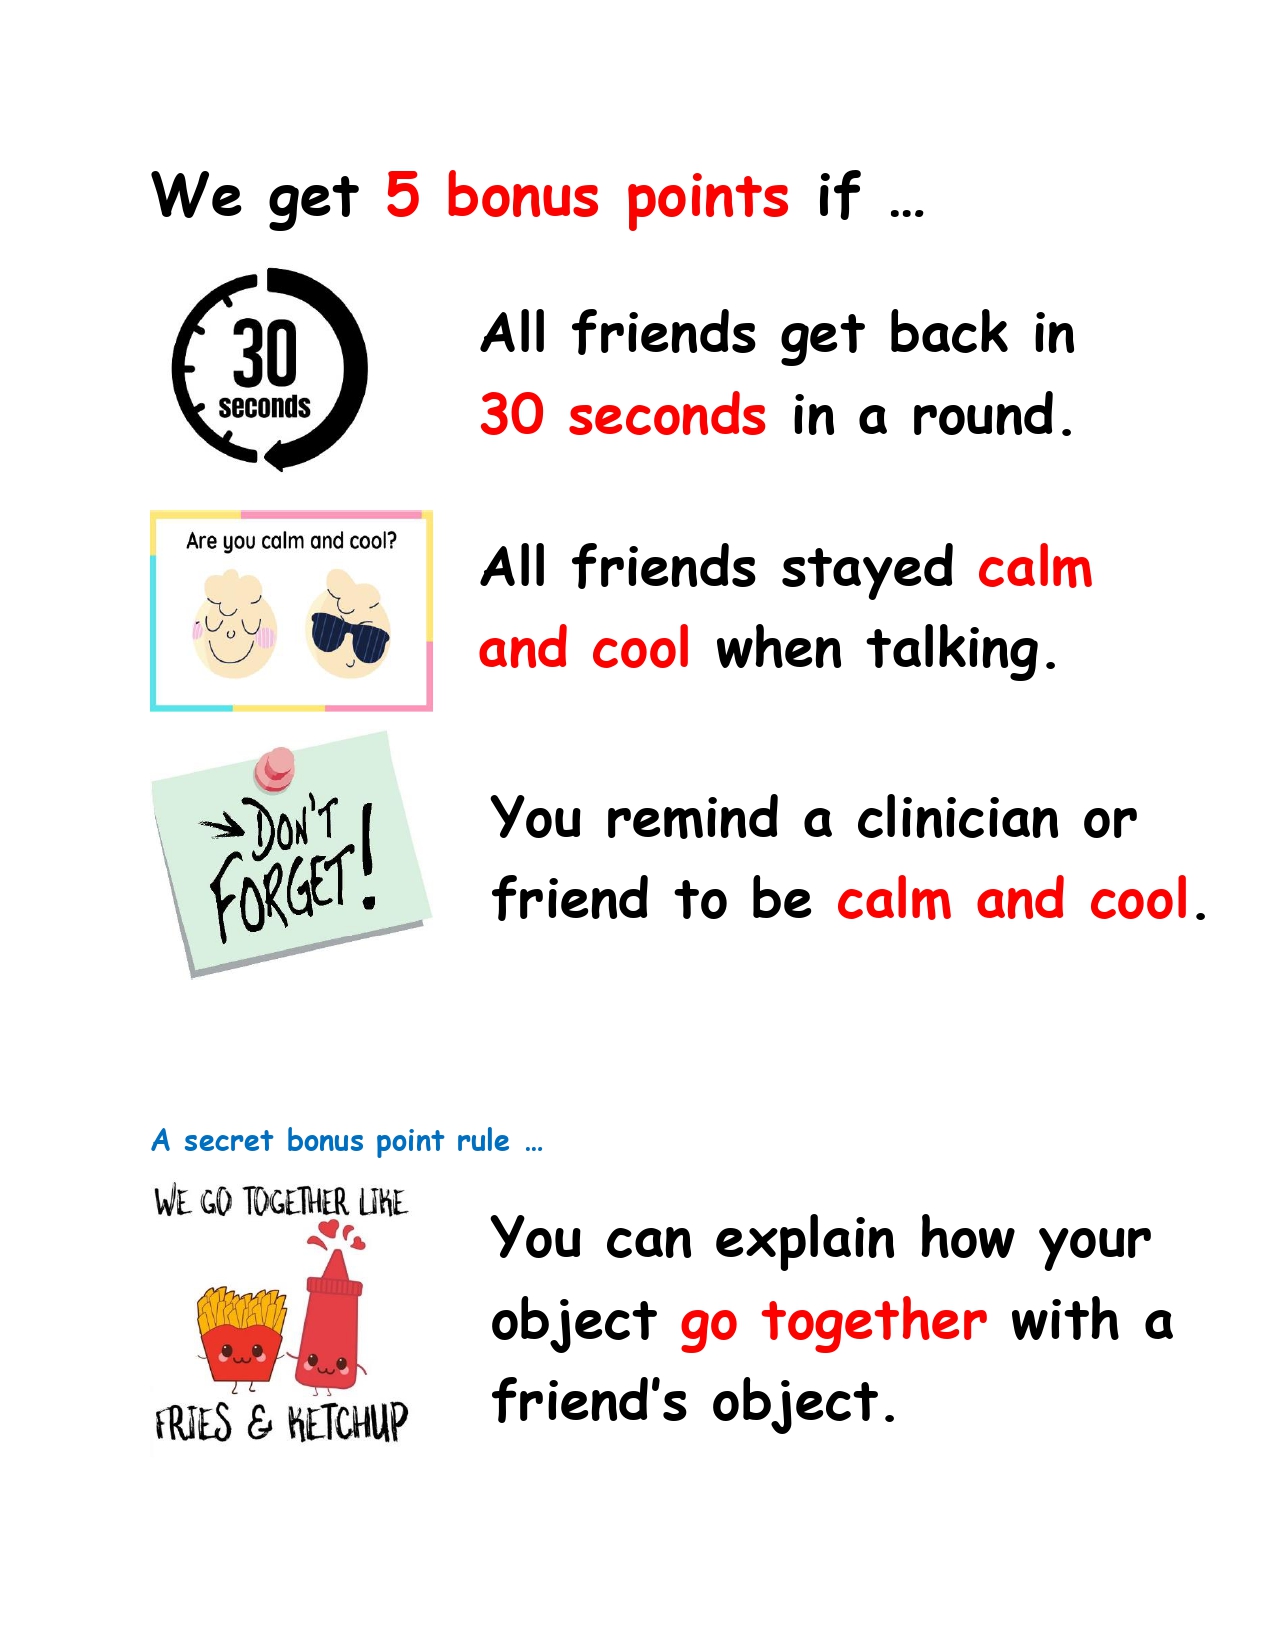 We get 5 bonus points if …
30
seconds
All friends get back in
30 seconds in a round.
Are you calm and cool?
All friends stayed calm
and cool when talking.
DON'T
FORGET!
You remind a clinician or
friend to be calm and cool.
A secret bonus point rule …
WE GO TOGETHER LIKE
FRIES & KETCHUP
You can explain how your
object go together with a
friend’s object.